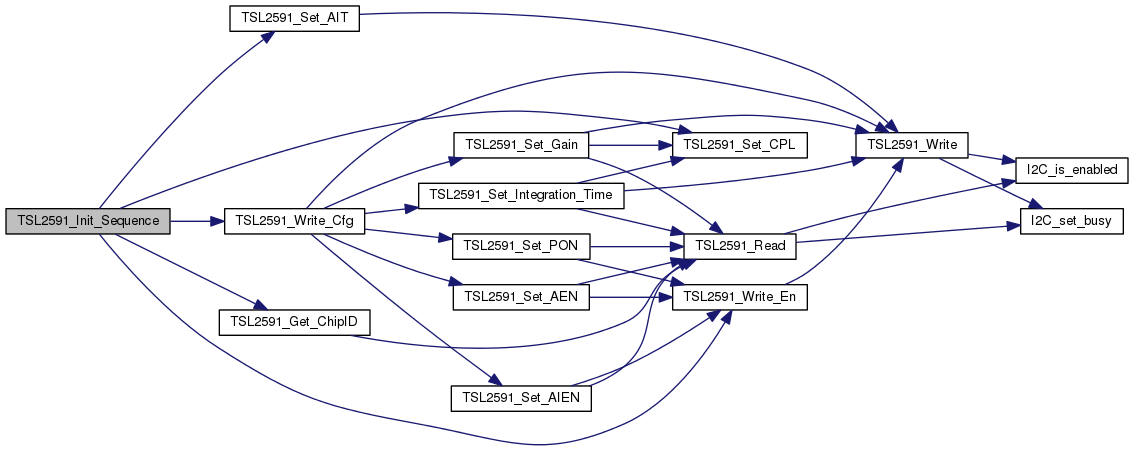 TSL2591_Set_AIT
TSL2591_Set_Gain
TSL2591_Set_CPL
TSL2591_Write
I2C_is_enabled
TSL2591_Set_Integration_Time
TSL2591_Init_Sequence
TSL2591_Write_Cfg
I2C_set_busy
TSL2591_Set_PON
TSL2591_Read
TSL2591_Set_AEN
TSL2591_Write_En
TSL2591_Get_ChipID
TSL2591_Set_AIEN